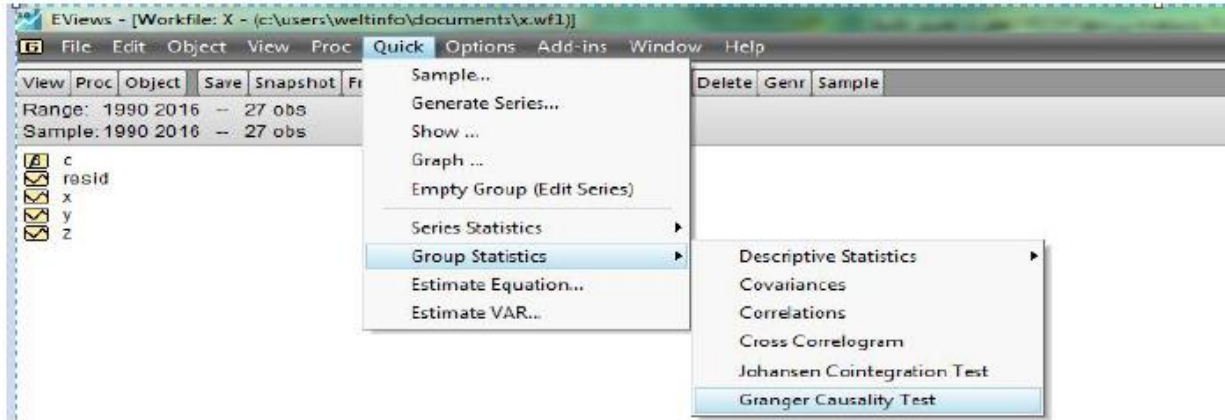 EViews - [Workfile: X - (c:\users\weltinfo\documents\x.wf1)]
File Edit Object View Proc Quick Options Add-ins Window Help
View Proc Object Save Snapshot Fr Delete Genr Sample
Range: 1990 2016 -- 27 obs
Sample: 1990 2016 -- 27 obs
c
resid
x
y
z
Sample...
Generate Series...
Show ...
Graph ...
Empty Group (Edit Series)
Series Statistics
Group Statistics
Estimate Equation...
Estimate VAR...
Descriptive Statistics
Covariances
Correlations
Cross Correlogram
Johansen Cointegration Test
Granger Causality Test